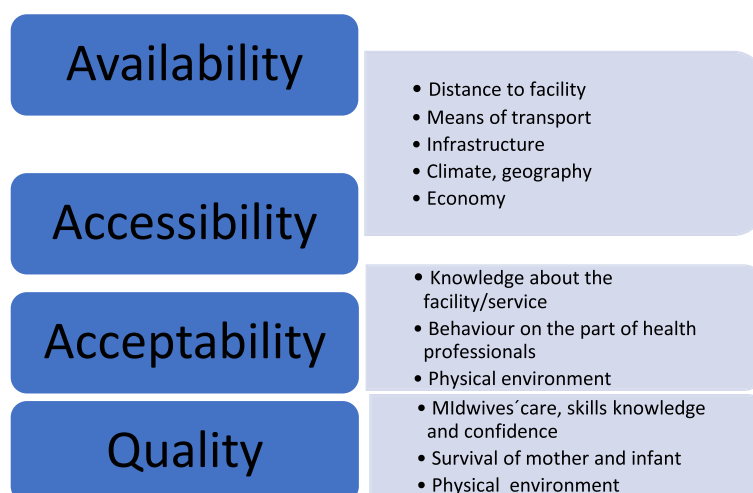 Availability
• Distance to facility
• Means of transport
• Infrastructure
• Climate, geography
• Economy
Accessibility
• Knowledge about the
facility/service
• Behaviour on the part of health
professionals
• Physical environment
Acceptability
• MIdwives´care, skills knowledge
and confidence
• Survival of mother and infant
• Physical  environment
Quality